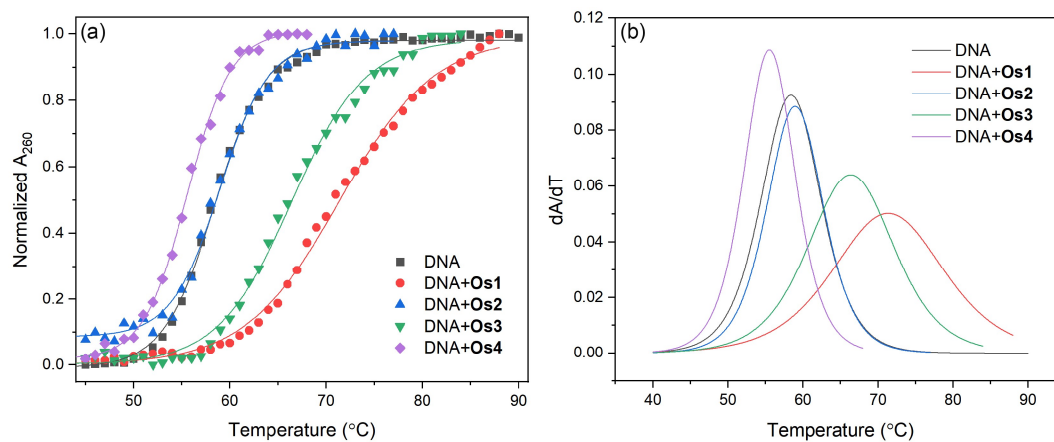 (a)
Normalized A260
1.0
0.8
0.6
0.4
0.2
0.0
50
60
70
80
90
Temperature (°C)
DNA
DNA+Os1
DNA+Os2
DNA+Os3
DNA+Os4
(b)
dA/dT
0.10
0.08
0.06
0.04
0.02
0.00
40
50
60
70
80
90
Temperature (°C)
DNA
DNA+Os1
DNA+Os2
DNA+Os3
DNA+Os4